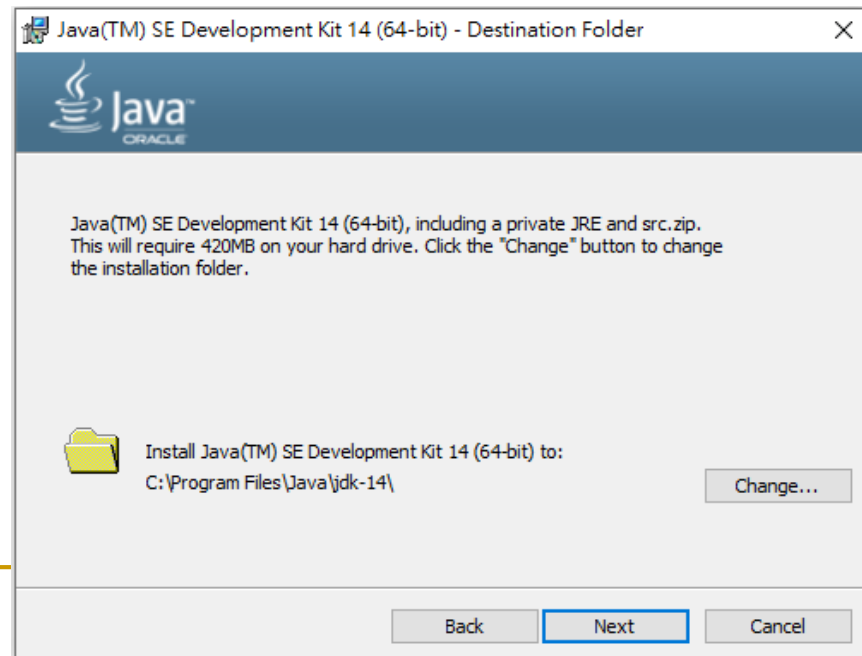 Java(TM) SE Development Kit 14 (64-bit) - Destination Folder
Java™
ORACLE
Java(TM) SE Development Kit 14 (64-bit), including a private JRE and src.zip.
This will require 420MB on your hard drive. Click the "Change" button to change
the installation folder.
Install Java(TM) SE Development Kit 14 (64-bit) to:
C:\Program Files\Java\jdk-14\
Change...
Back
Next
Cancel